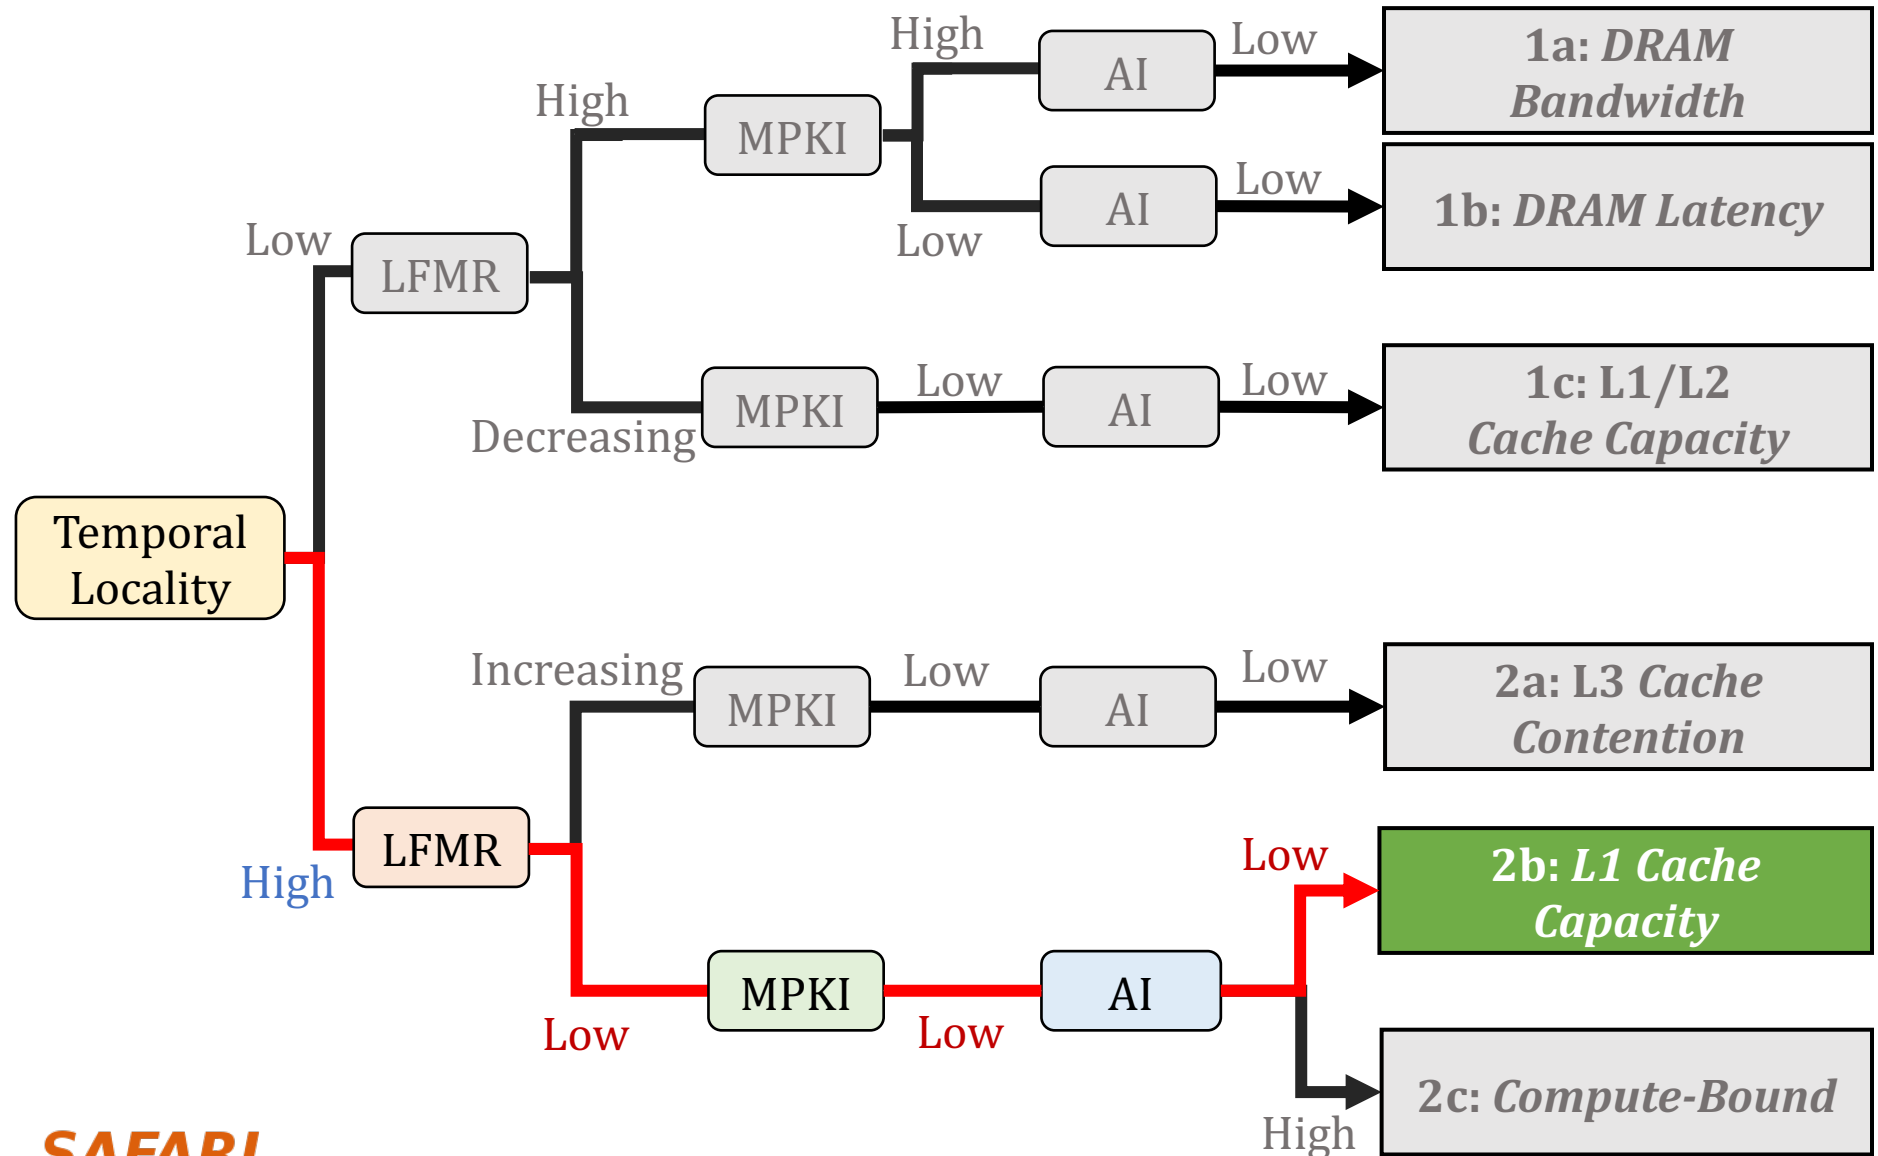 High
Low
AI
1a: DRAM
Bandwidth
High
MPKI
Low
AI
Low
1b: DRAM Latency
Low
LFMR
Decreasing
MPKI
Low
AI
Low
1c: L1/L2
Cache Capacity
Temporal
Locality
Increasing
MPKI
Low
AI
Low
2a: L3 Cache
Contention
High
LFMR
Low
MPKI
Low
AI
Low
2b: L1 Cache
Capacity
High
2c: Compute-Bound
SAFARI